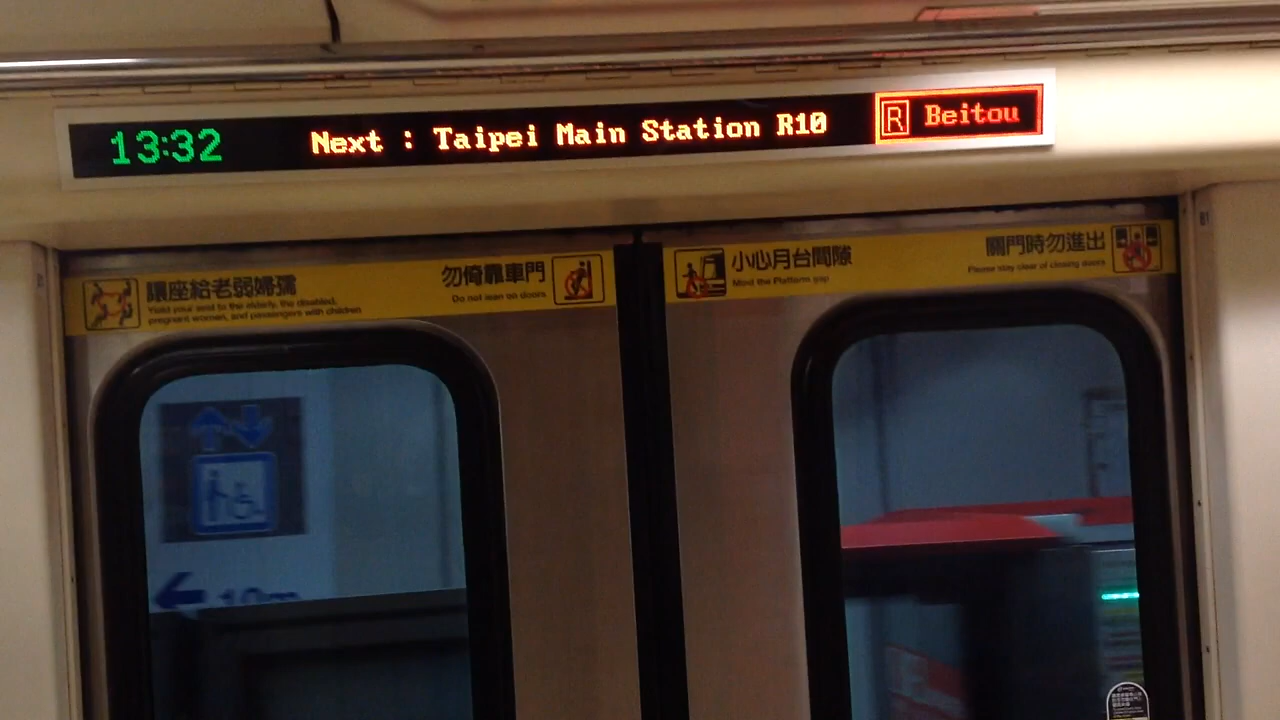 13:32 Next : Taipei Main Station R10 R Beitou
讓座給老弱婦孺
Yield your seat to the elderly, the disabled,
pregnant women, and passengers with children
勿倚靠車門
Do not lean on doors
小心月台間隙
Mind the Platform gap
關門時勿進出
Please stay clear of closing doors
10m